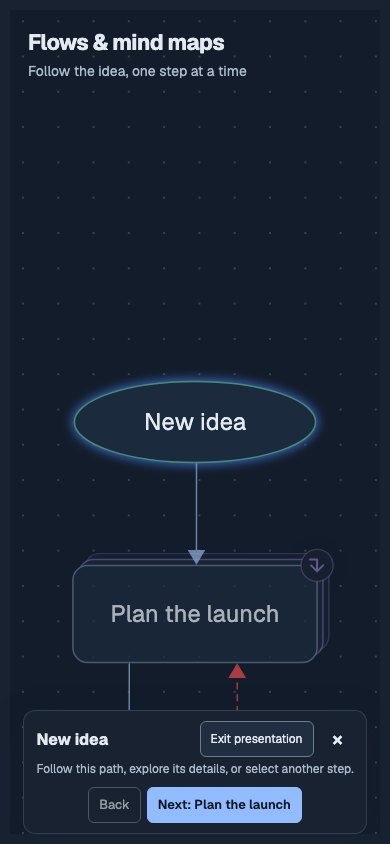 Flows & mind maps
Follow the idea, one step at a time
New idea
Plan the launch
New idea
Exit presentation
×
Follow this path, explore its details, or select another step.
Back
Next: Plan the launch